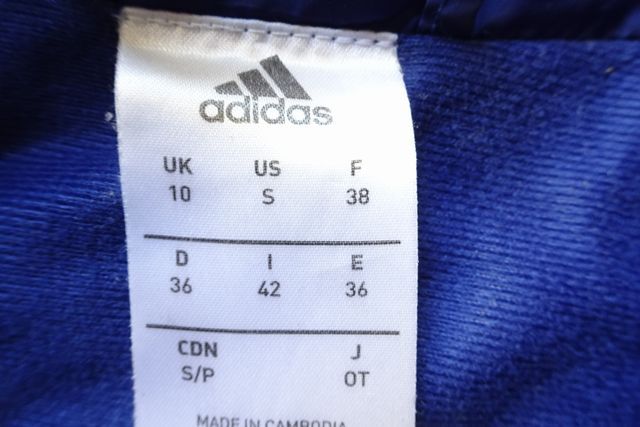 adidas
UK US F
10 S 38
D I E
36 42 36
CDN J
S/P OT
MADE IN CAMBODIA